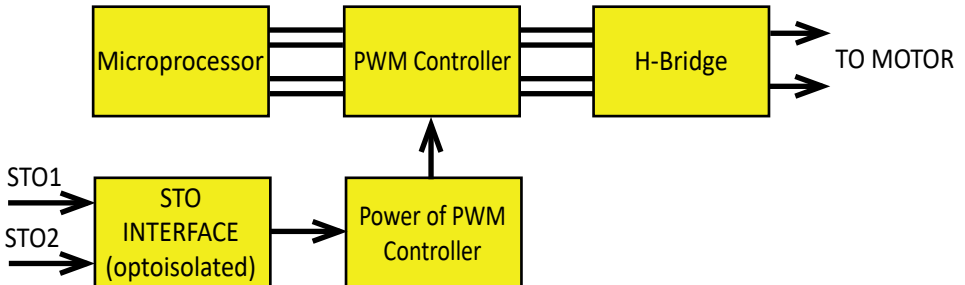 Microprocessor
PWM Controller
H-Bridge
TO MOTOR
STO1
STO2
STO
INTERFACE
(optoisolated)
Power of PWM
Controller